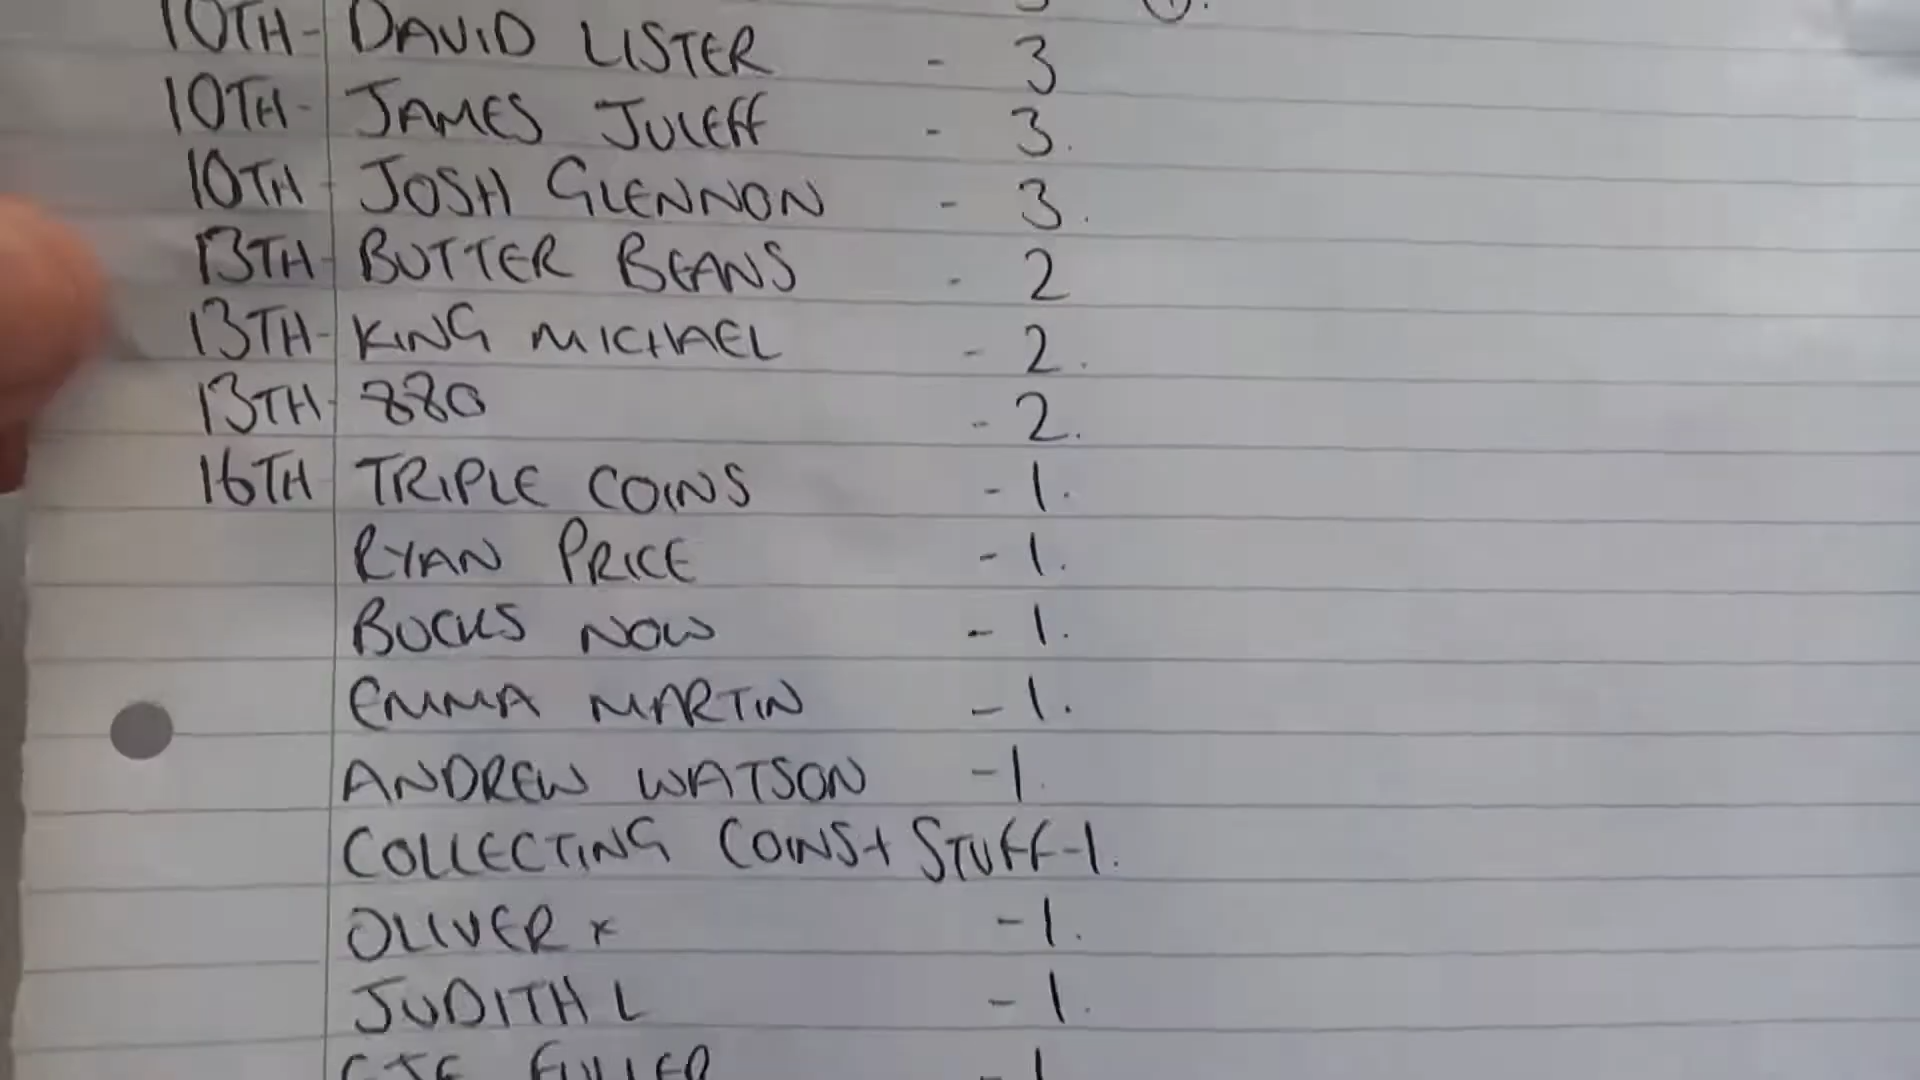 10TH- DAVID LISTER - 3
10TH- JAMES JULEFF - 3.
10TH - JOSH GLENNON - 3.
13TH- BUTTER BEANS - 2
13TH- KING MICHAEL - 2.
13TH- 880 - 2.
16TH TRIPLE COINS - 1.
RYAN PRICE - 1.
BUCKS NOW - 1.
EMMA MARTIN - 1.
ANDREW WATSON - 1.
COLLECTING COINS + STUFF - 1.
OLIVER x - 1.
JUDITH L - 1.
FULLER - 1